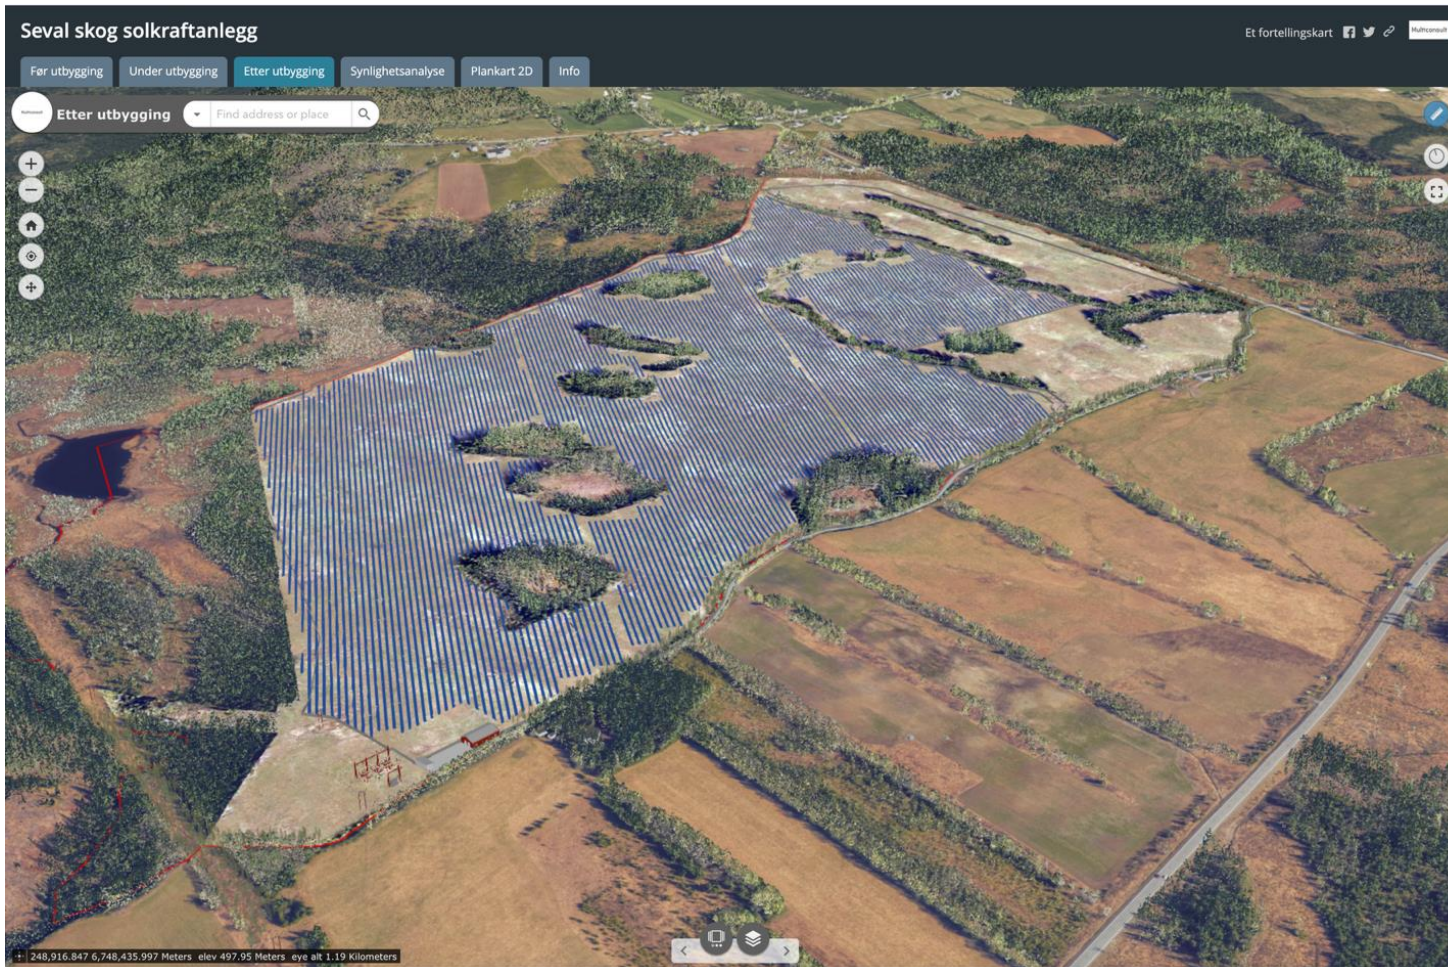 Seval skog solkraftanlegg
Et fortellingskart
Multiconsult
Før utbygging Under utbygging Etter utbygging Synlighetsanalyse Plankart 2D Info
Etter utbygging Find address or place
248,916.847 6,748,435.997 Meters elev 497.95 Meters eye alt 1.19 Kilometers